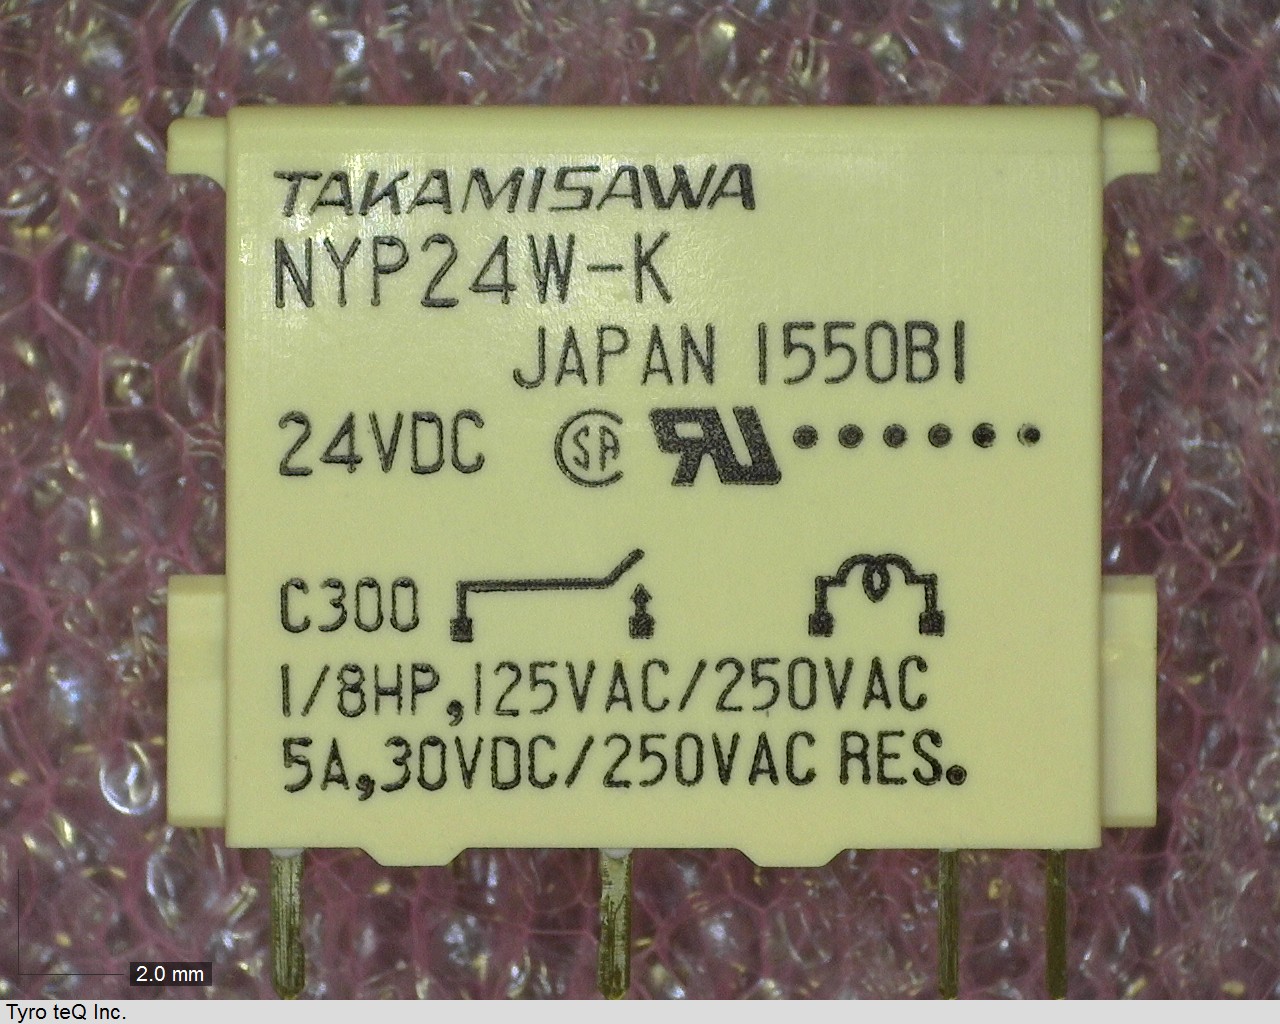 TAKAMISAWA
NYP24W-K
JAPAN 1550B1
24VDC
C300
1/8HP,125VAC/250VAC
5A,30VDC/250VAC RES.
2.0 mm
Tyro teQ Inc.